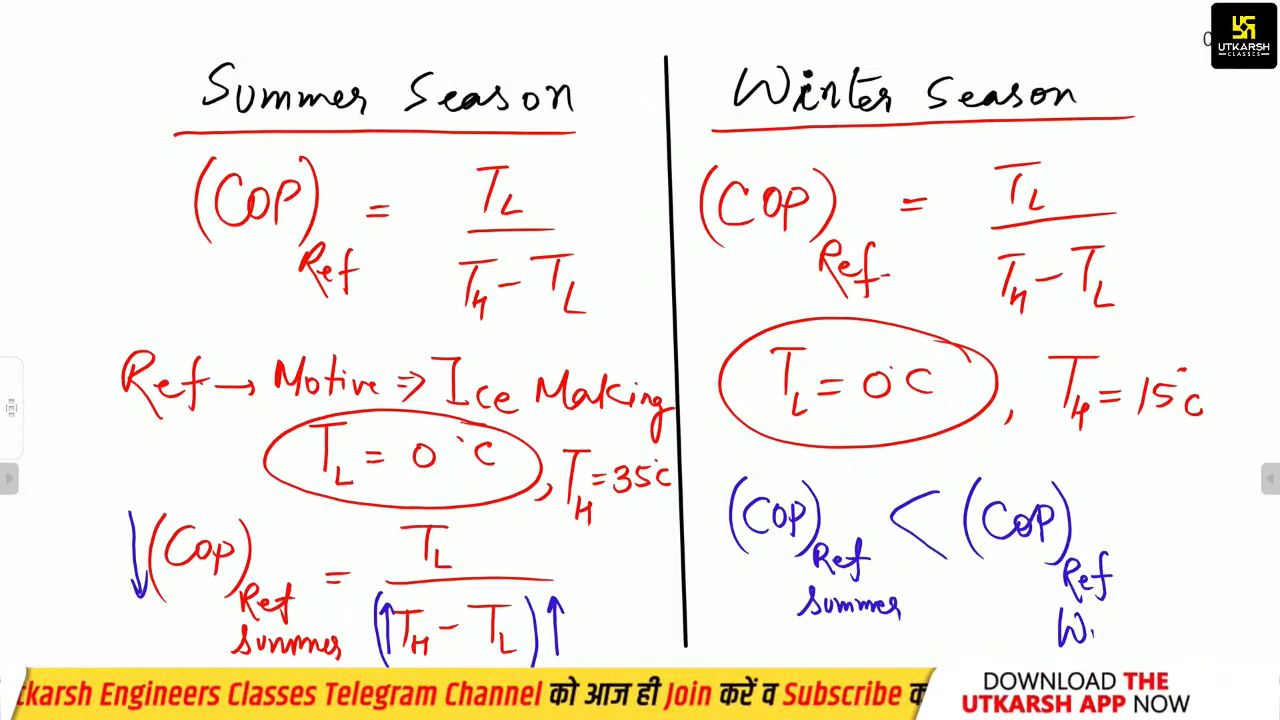 UTKARSH
CLASSES
Summer Season
(COP)Ref = TL / TH - TL
Ref → Motive ⇒ Ice Making
TL = 0°C, TH = 35°C
↓(COP)Ref summer = TL / (↑TH - TL)↑
Winter Season
(COP)Ref = TL / TH - TL
TL = 0°C, TH = 15°C
(COP)Ref summer < (COP)Ref Wi
Engineers Classes Telegram Channel को आज ही Join करें व Subscribe
DOWNLOAD THE
UTKARSH APP NOW